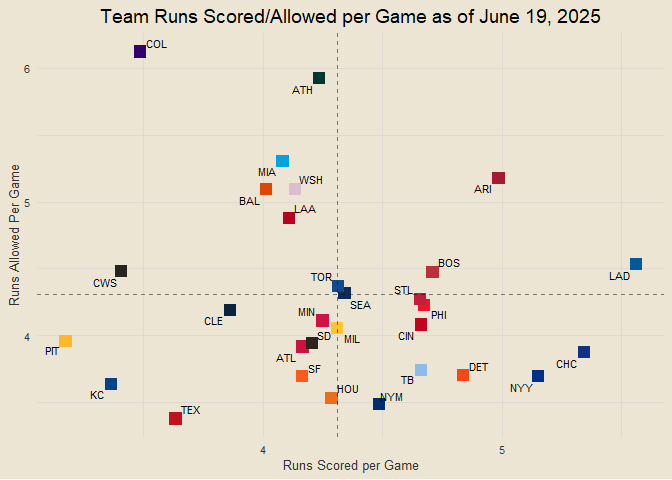 Team Runs Scored/Allowed per Game as of June 19, 2025
COL
6
ATH
MIA
WSH
ARI
BAL
5
LAA
Runs Allowed Per Game
BOS
CWS
TOR
LAD
STL
SEA
CLE
MIN
PHI
4
SD
MIL
CIN
PIT
ATL
SF
CHC
TB
DET
NYY
KC
HOU
NYM
TEX
4
5
Runs Scored per Game